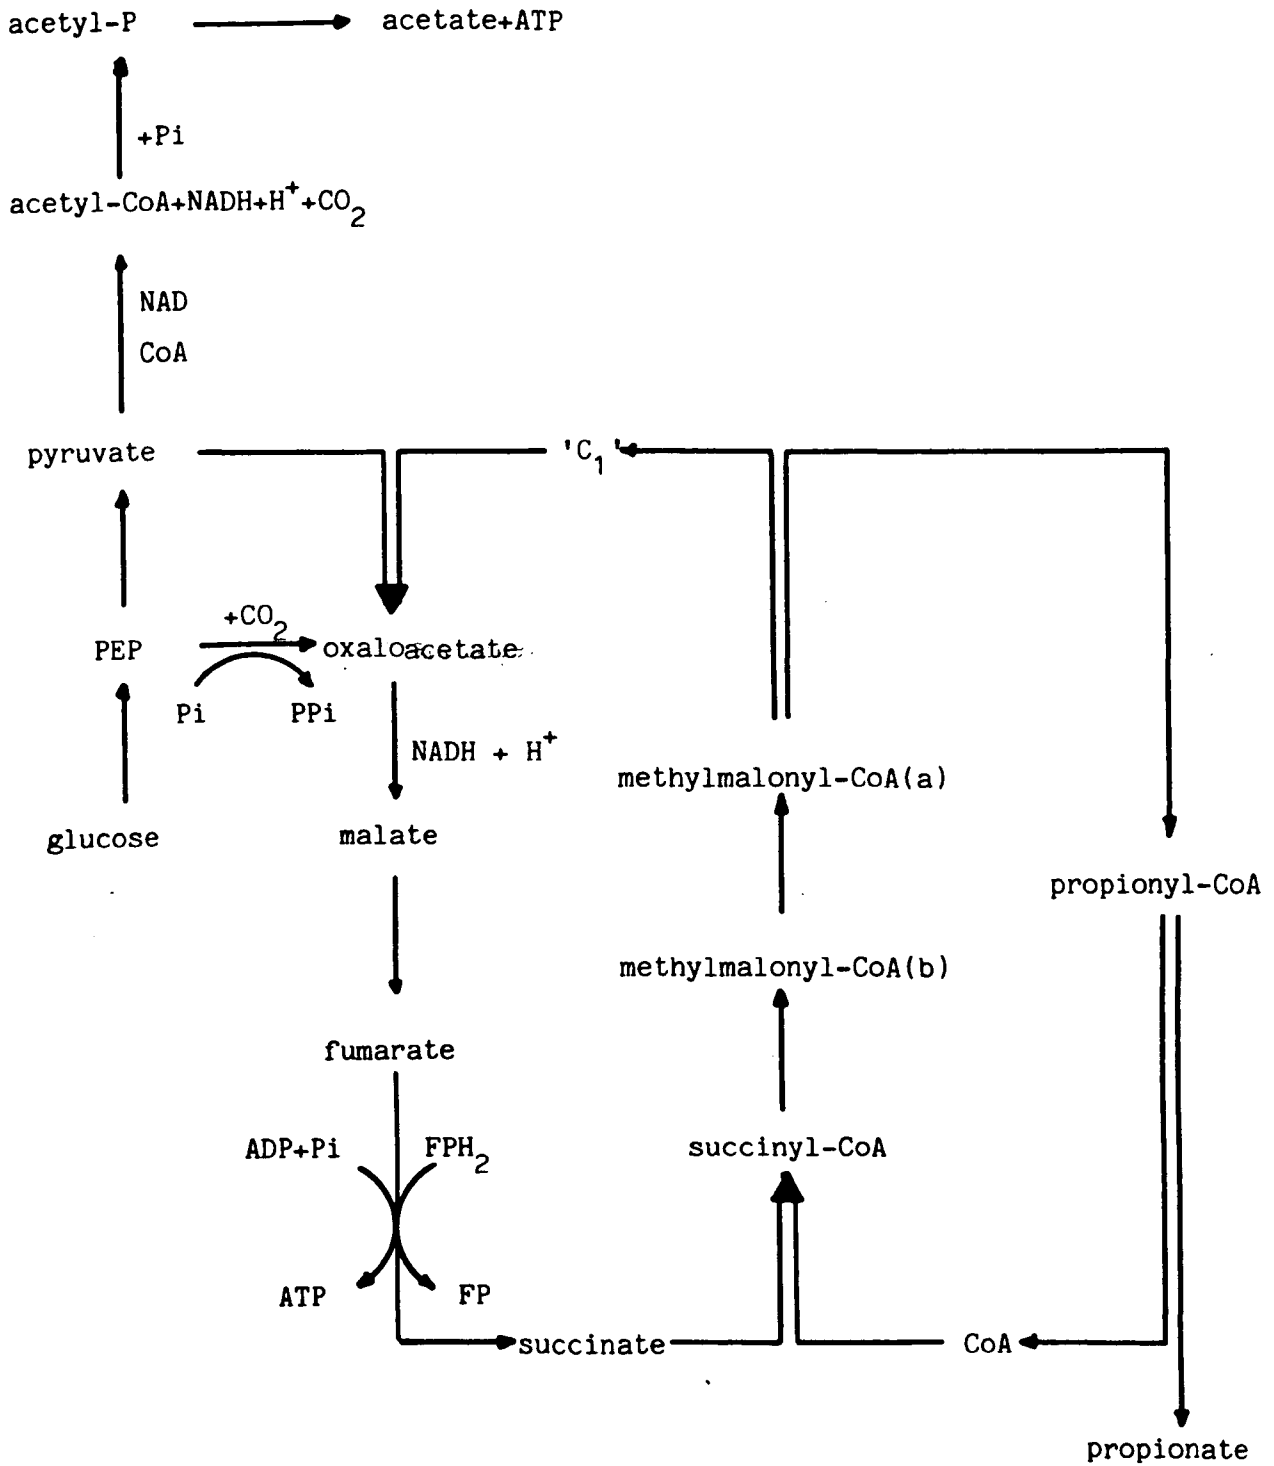 acetyl-P acetate+ATP
+Pi
acetyl-CoA+NADH+H⁺+CO₂
NAD
CoA
pyruvate 'C₁'
+CO₂
PEP oxaloacetate
Pi PPi
NADH + H⁺
methylmalonyl-CoA(a)
glucose malate
propionyl-CoA
methylmalonyl-CoA(b)
fumarate
ADP+Pi FPH₂ succinyl-CoA
ATP FP
succinate CoA
propionate